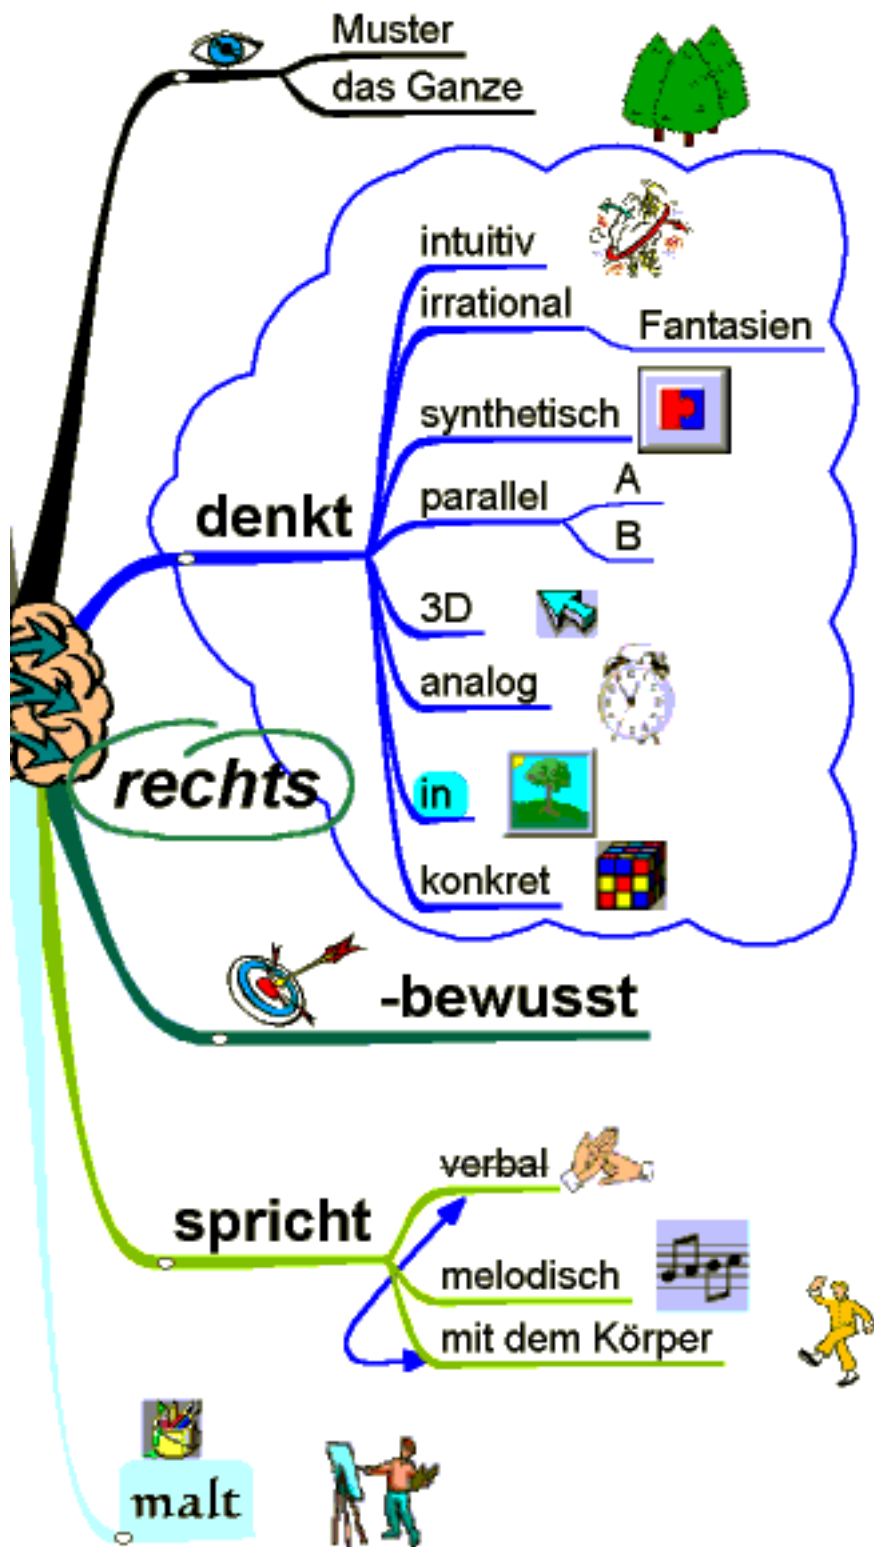 Muster
das Ganze
intuitiv
irrational
Fantasien
synthetisch
parallel
A
B
denkt
3D
analog
rechts
in
konkret
-bewusst
verbal
spricht
melodisch
mit dem Körper
malt